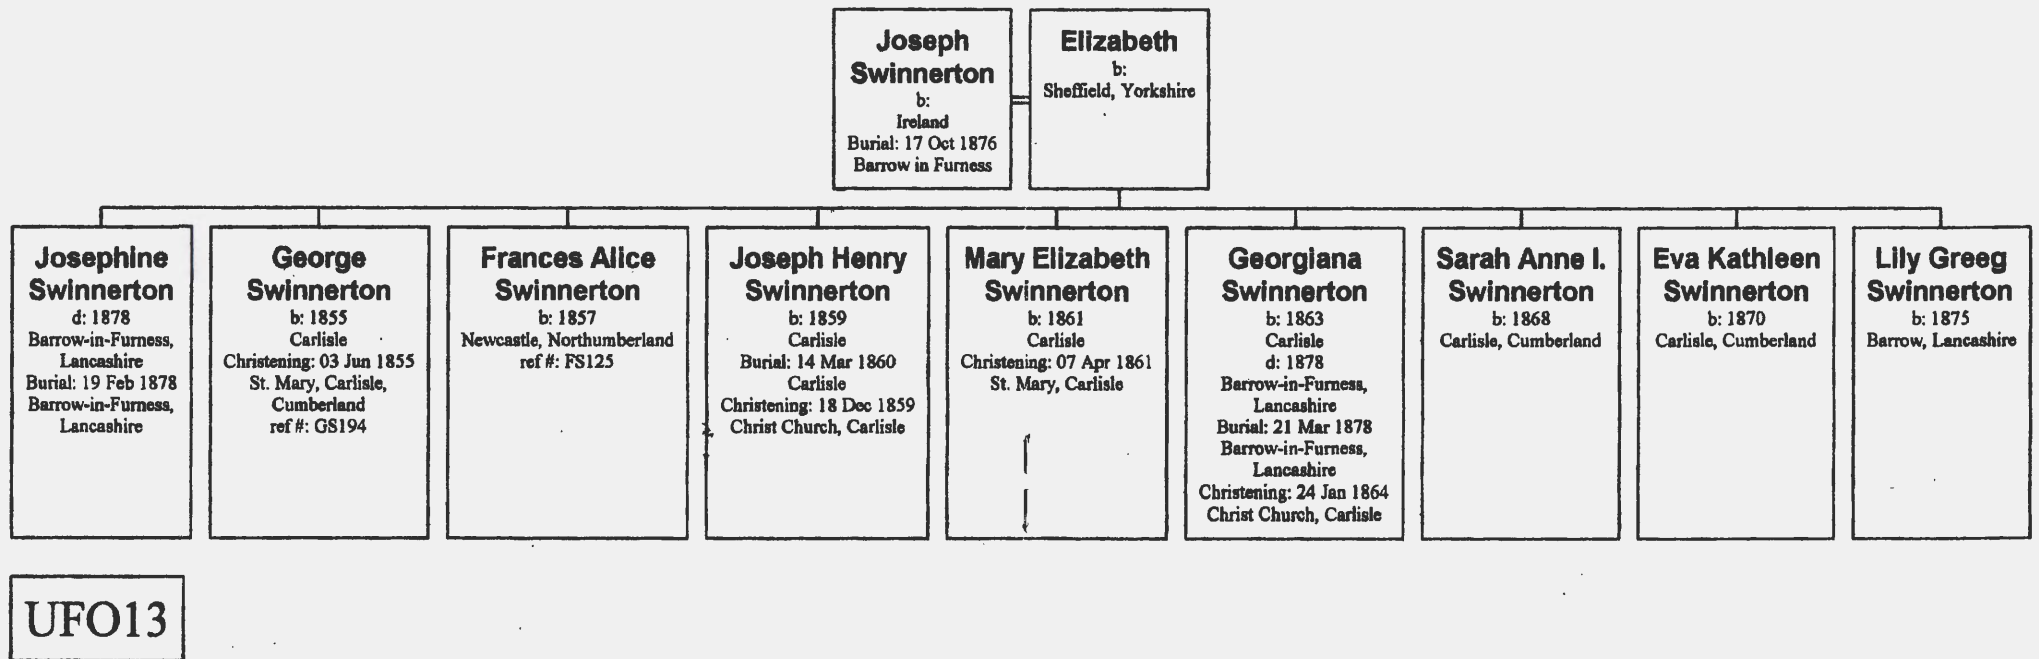 Joseph
Swinnerton
b:
Ireland
Burial: 17 Oct 1876
Barrow in Furness
Elizabeth
b:
Sheffield, Yorkshire
Josephine
Swinnerton
d: 1878
Barrow-in-Furness,
Lancashire
Burial: 19 Feb 1878
Barrow-in-Furness,
Lancashire
George
Swinnerton
b: 1855
Carlisle
Christening: 03 Jun 1855
St. Mary, Carlisle,
Cumberland
ref #: GS194
Frances Alice
Swinnerton
b: 1857
Newcastle, Northumberland
ref #: FS125
Joseph Henry
Swinnerton
b: 1859
Carlisle
Burial: 14 Mar 1860
Carlisle
Christening: 18 Dec 1859
Christ Church, Carlisle
Mary Elizabeth
Swinnerton
b: 1861
Carlisle
Christening: 07 Apr 1861
St. Mary, Carlisle
Georgiana
Swinnerton
b: 1863
Carlisle
d: 1878
Barrow-in-Furness,
Lancashire
Burial: 21 Mar 1878
Barrow-in-Furness,
Lancashire
Christening: 24 Jan 1864
Christ Church, Carlisle
Sarah Anne I.
Swinnerton
b: 1868
Carlisle, Cumberland
Eva Kathleen
Swinnerton
b: 1870
Carlisle, Cumberland
Lily Greeg
Swinnerton
b: 1875
Barrow, Lancashire
UFO13